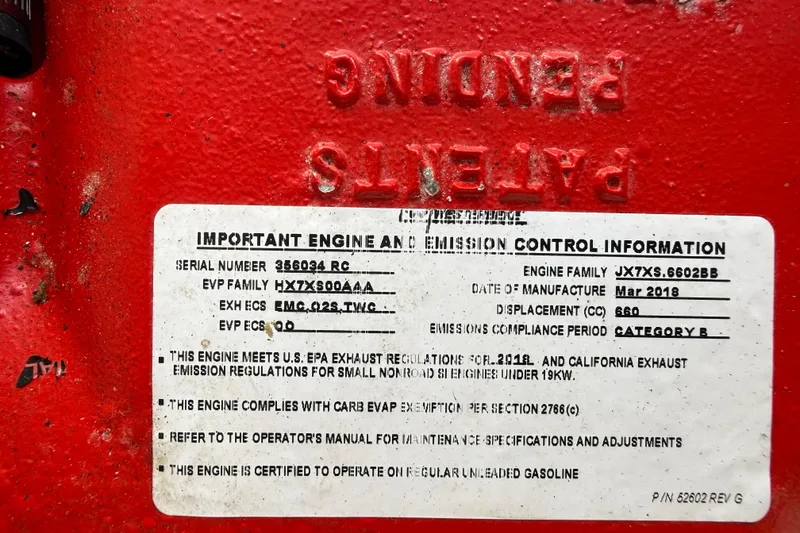 PENDING
PATENTS
IMPORTANT ENGINE AND EMISSION CONTROL INFORMATION
SERIAL NUMBER 356034 RC
EVP FAMILY HX7XS00AAA
EXH ECS EMC,O2S,TWC
EVP ECS OO
ENGINE FAMILY JX7XS.6602BB
DATE OF MANUFACTURE Mar 2018
DISPLACEMENT (CC) 660
EMISSIONS COMPLIANCE PERIOD CATEGORY B
▪ THIS ENGINE MEETS U.S. EPA EXHAUST REGULATIONS FOR 2018 AND CALIFORNIA EXHAUST
EMISSION REGULATIONS FOR SMALL NONROAD SI ENGINES UNDER 19KW.
▪ THIS ENGINE COMPLIES WITH CARB EVAP EXEMPTION PER SECTION 2766(c)
▪ REFER TO THE OPERATOR'S MANUAL FOR MAINTENANCE SPECIFICATIONS AND ADJUSTMENTS
▪ THIS ENGINE IS CERTIFIED TO OPERATE ON REGULAR UNLEADED GASOLINE
P/N 52602 REV G